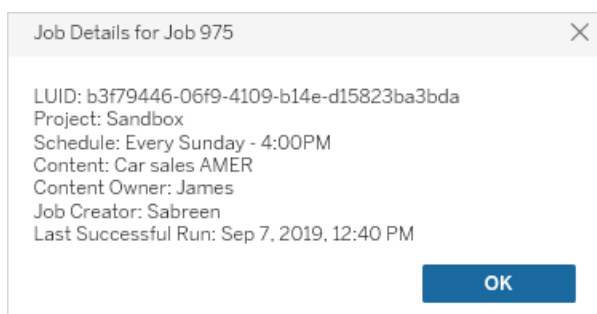 Job Details for Job 975
LUID: b3f79446-06f9-4109-b14e-d15823ba3bda
Project: Sandbox
Schedule: Every Sunday - 4:00PM
Content: Car sales AMER
Content Owner: James
Job Creator: Sabreen
Last Successful Run: Sep 7, 2019, 12:40 PM
OK